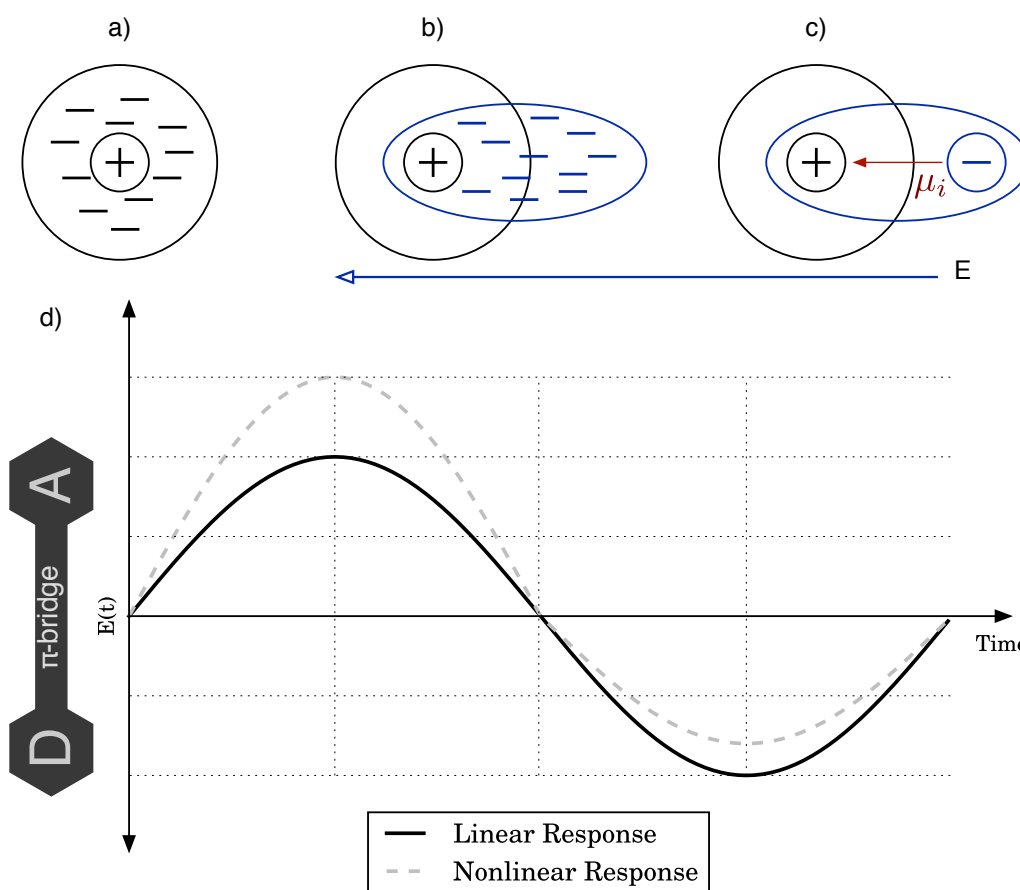 a)
b)
c)
μi
E
d)
A
π-bridge
D
E(t)
Time
Linear Response
Nonlinear Response